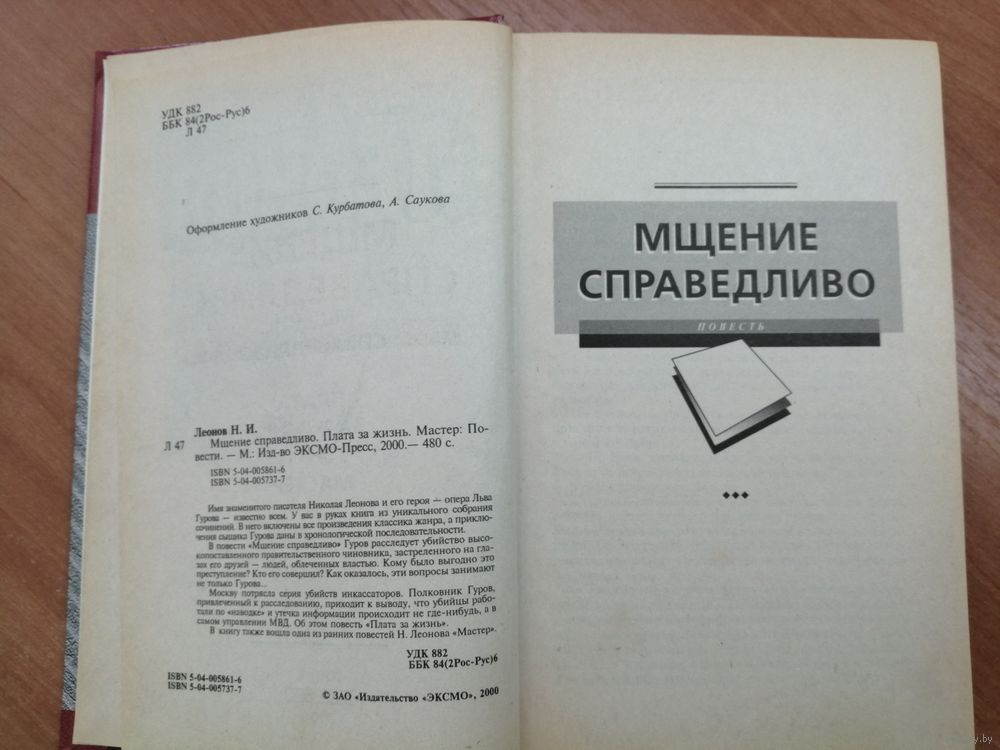 УДК 882
ББК 84(2Рос-Рус)6
Л 47
Оформление художников С. Курбатова, А. Саукова
Леонов Н. И.
Л 47 Мщение справедливо. Плата за жизнь. Мастер: По-
вести. — М.: Изд-во ЭКСМО-Пресс, 2000.— 480 с.
ISBN 5-04-005861-6
ISBN 5-04-005737-7
Имя знаменитого писателя Николая Леонова и его героя — опера Льва
Гурова — известно всем. У вас в руках книга из уникального собрания
сочинений. В него включены все произведения классика жанра, а приклю-
чения сыщика Гурова даны в хронологической последовательности.
В повести «Мщение справедливо» Гуров расследует убийство высо-
копоставленного правительственного чиновника, застреленного на гла-
зах его друзей — людей, облеченных властью. Кому было выгодно это
преступление? Кто его совершил? Как оказалось, эти вопросы занимают
не только Гурова...
Москву потрясла серия убийств инкассаторов. Полковник Гуров,
привлеченный к расследованию, приходит к выводу, что убийцы рабо-
тали по «наводке» и утечка информации происходит не где-нибудь, а в
самом управлении МВД. Об этом повесть «Плата за жизнь».
В книгу также вошла одна из ранних повестей Н. Леонова «Мастер».
УДК 882
ББК 84(2Рос-Рус)6
ISBN 5-04-005861-6
ISBN 5-04-005737-7
© ЗАО «Издательство «ЭКСМО», 2000
МЩЕНИЕ
СПРАВЕДЛИВО
ПОВЕСТЬ